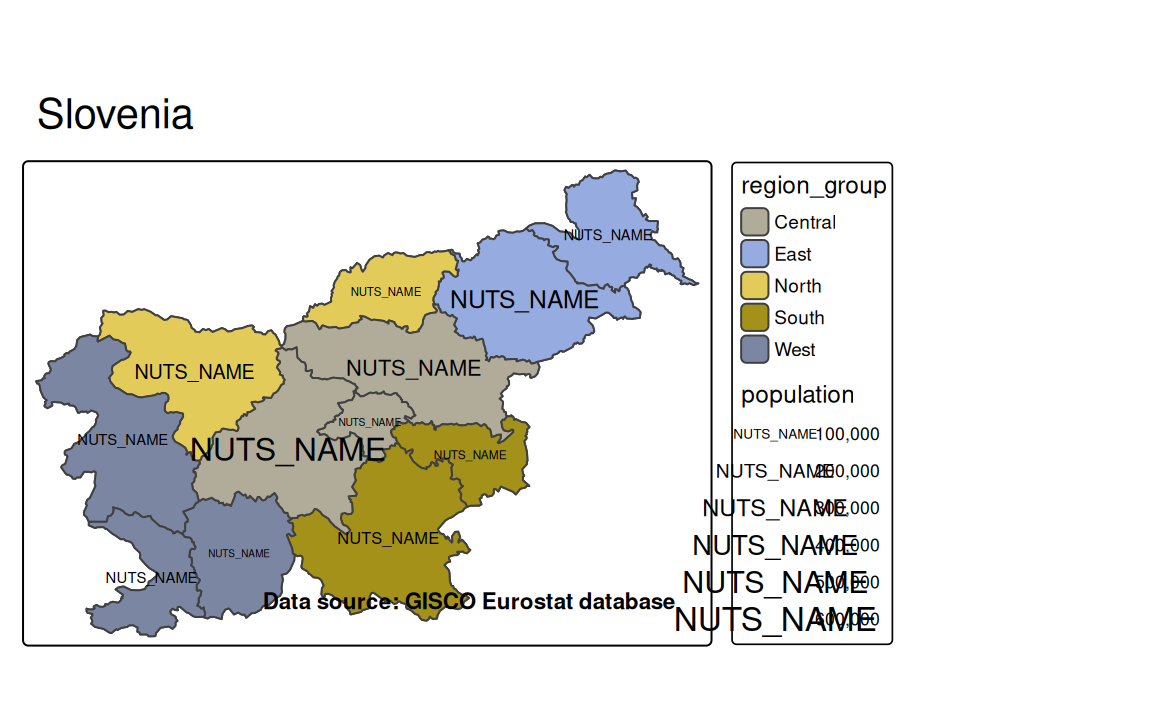 Slovenia
NUTS_NAME
NUTS_NAME
NUTS_NAME
NUTS_NAME
NUTS_NAME
NUTS_NAME
NUTS_NAME
NUTS_NAME
NUTS_NAME
NUTS_NAME
NUTS_NAME
NUTS_NAME
Data source: GISCO Eurostat database
region_group
Central
East
North
South
West
population
NUTS_NAME 100,000
NUTS_NAME 200,000
NUTS_NAME 300,000
NUTS_NAME 400,000
NUTS_NAME 500,000
NUTS_NAME 600,000